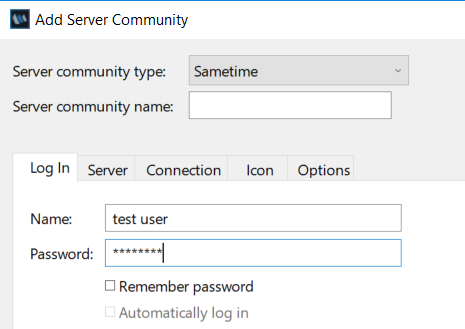 Add Server Community
Server community type: Sametime
Server community name:
Log In Server Connection Icon Options
Name: test user
Password: ********
Remember password
Automatically log in